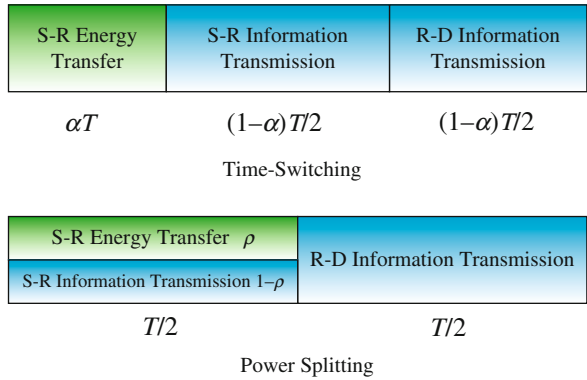 S-R Energy
Transfer
S-R Information
Transmission
R-D Information
Transmission
αT
(1–α)T/2
(1–α)T/2
Time-Switching
S-R Energy Transfer ρ
S-R Information Transmission 1–ρ
R-D Information Transmission
T/2
T/2
Power Splitting